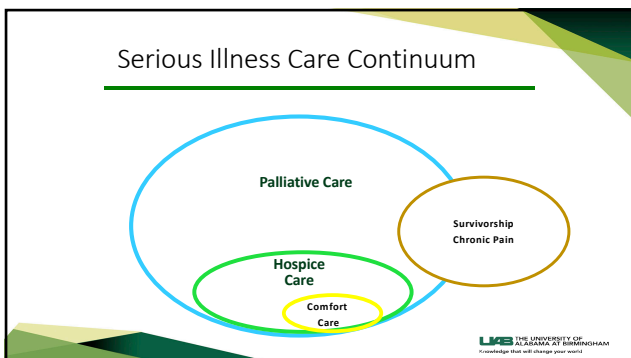 Serious Illness Care Continuum
Palliative Care
Survivorship
Chronic Pain
Hospice
Care
Comfort
Care
UAB THE UNIVERSITY OF
ALABAMA AT BIRMINGHAM
Knowledge that will change your world